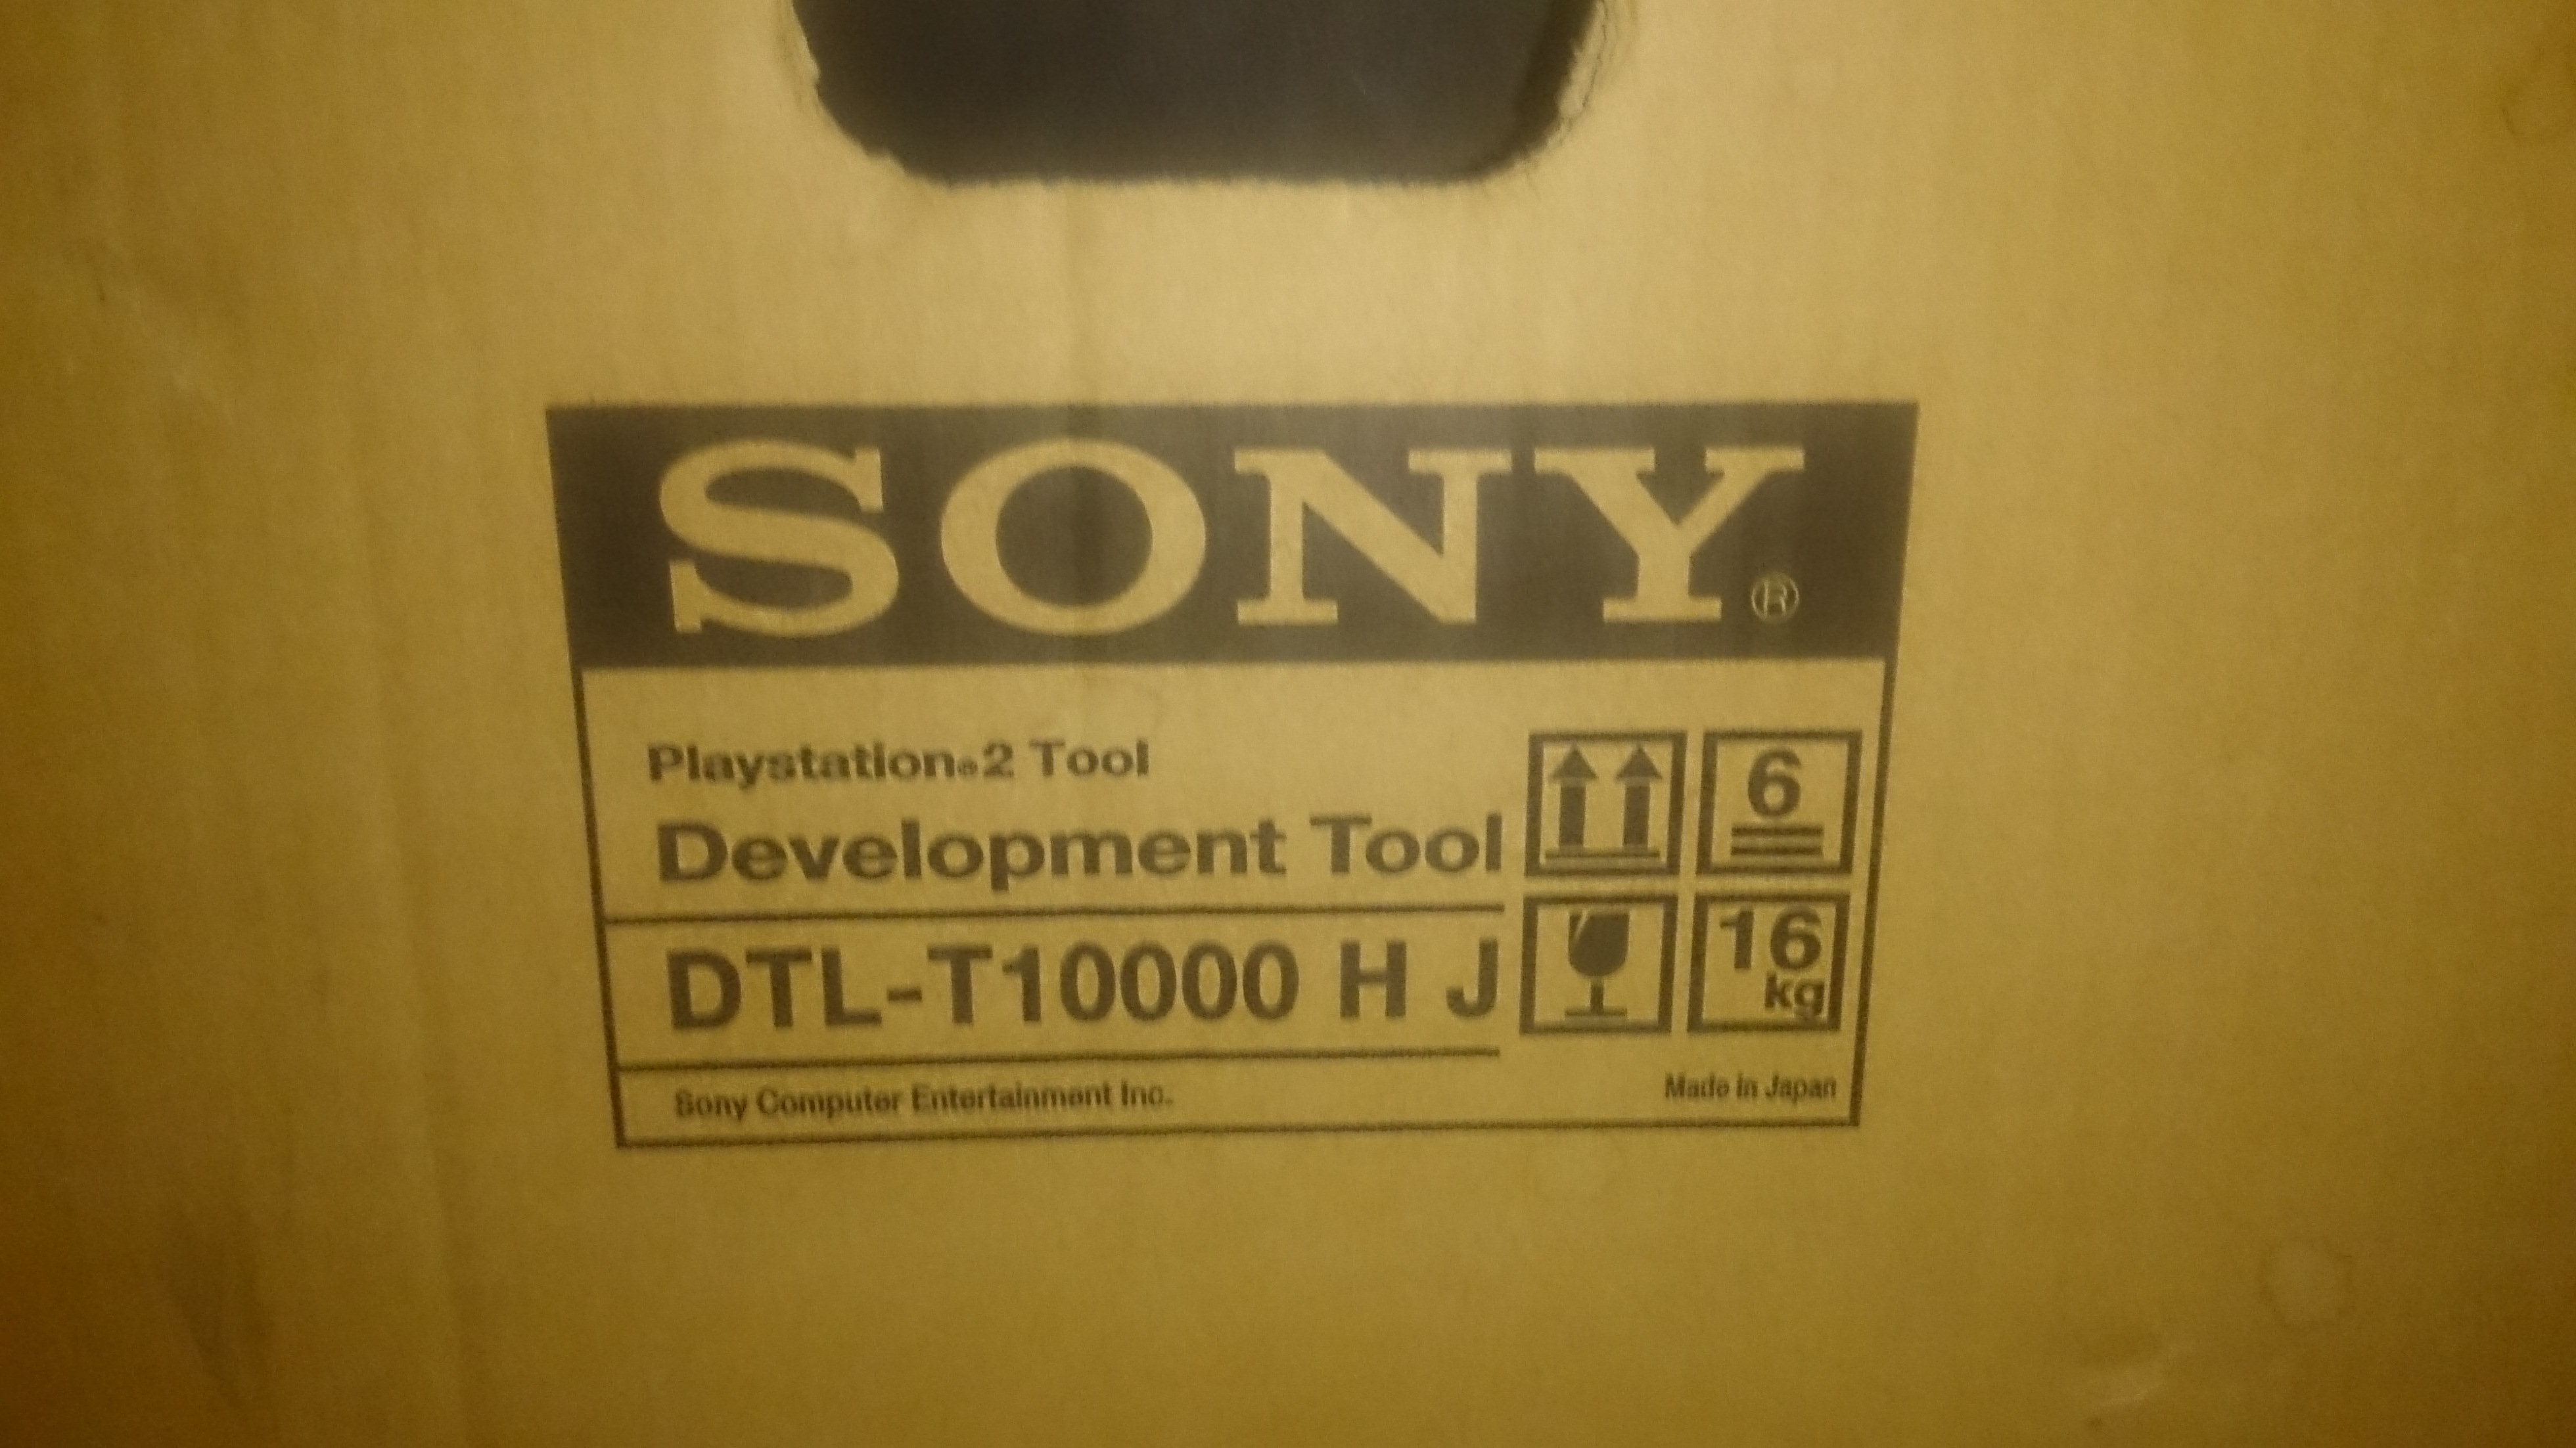 SONY®
Playstation®2 Tool
Development Tool
6
DTL-T10000 H J
16
kg
Sony Computer Entertainment Inc.
Made in Japan